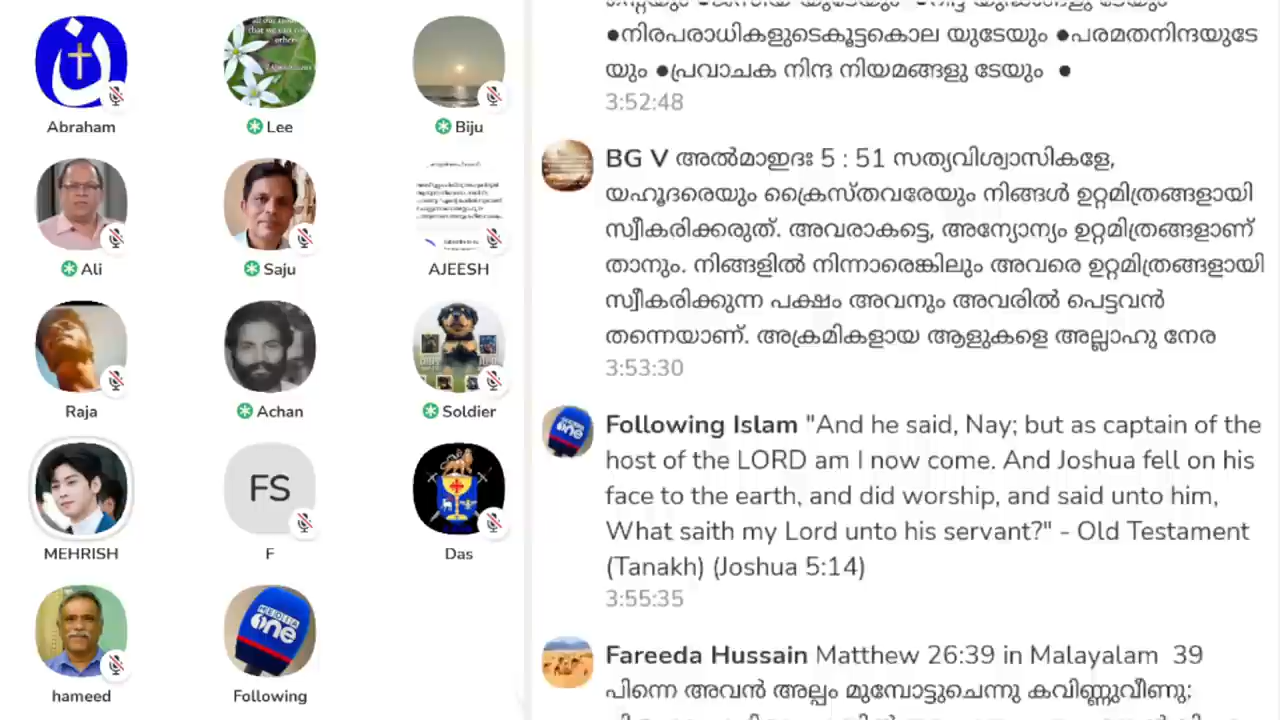 Abraham
Lee
Biju
Ali
Saju
AJEESH
Raja
Achan
Soldier
MEHRISH
FS
F
Das
MEDIA
one
hameed
Following
●നിരപരാധികളുടെകൂട്ടകൊല യുടേയും ●പരമതനിന്ദയുടേ
യും ●പ്രവാചക നിന്ദ നിയമങ്ങളു ടേയും ●
3:52:48
BG V അൽമാഇദഃ 5 : 51 സത്യവിശ്വാസികളേ,
യഹൂദരെയും ക്രൈസ്തവരേയും നിങ്ങൾ ഉറ്റമിത്രങ്ങളായി
സ്വീകരിക്കരുത്. അവരാകട്ടെ, അന്യോന്യം ഉറ്റമിത്രങ്ങളാണ്
താനും. നിങ്ങളിൽ നിന്നാരെങ്കിലും അവരെ ഉറ്റമിത്രങ്ങളായി
സ്വീകരിക്കുന്ന പക്ഷം അവനും അവരിൽ പെട്ടവൻ
തന്നെയാണ്. അക്രമികളായ ആളുകളെ അല്ലാഹു നേര
3:53:30
Following Islam "And he said, Nay; but as captain of the
host of the LORD am I now come. And Joshua fell on his
face to the earth, and did worship, and said unto him,
What saith my Lord unto his servant?" - Old Testament
(Tanakh) (Joshua 5:14)
3:55:35
Fareeda Hussain Matthew 26:39 in Malayalam 39
പിന്നെ അവൻ അല്പം മുമ്പോട്ടുചെന്നു കവിണ്ണുവീണു: